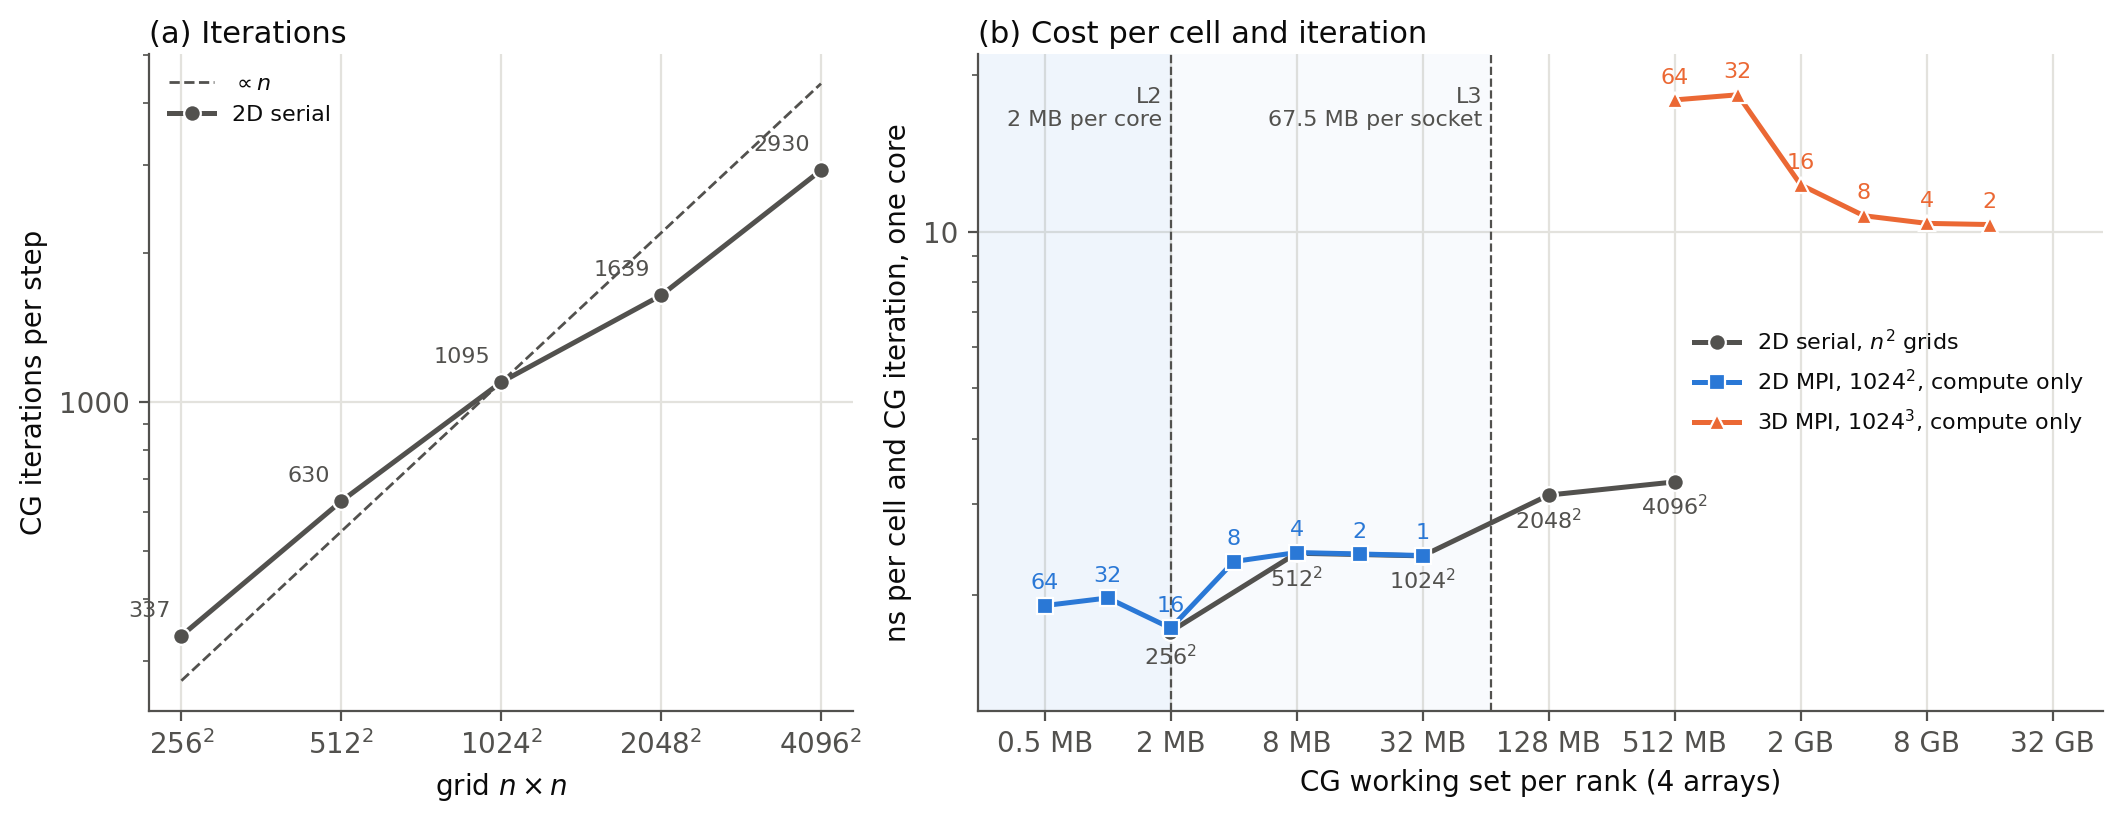 (a) Iterations
∝ n
2D serial
CG iterations per step
1000
337
630
1095
1639
2930
256²
512²
1024²
2048²
4096²
grid n × n
(b) Cost per cell and iteration
ns per cell and CG iteration, one core
10
L2
2 MB per core
L3
67.5 MB per socket
64
32
16
8
4
2
2D serial, n² grids
2D MPI, 1024², compute only
3D MPI, 1024³, compute only
64
32
16
8
4
2
1
256²
512²
1024²
2048²
4096²
0.5 MB
2 MB
8 MB
32 MB
128 MB
512 MB
2 GB
8 GB
32 GB
CG working set per rank (4 arrays)